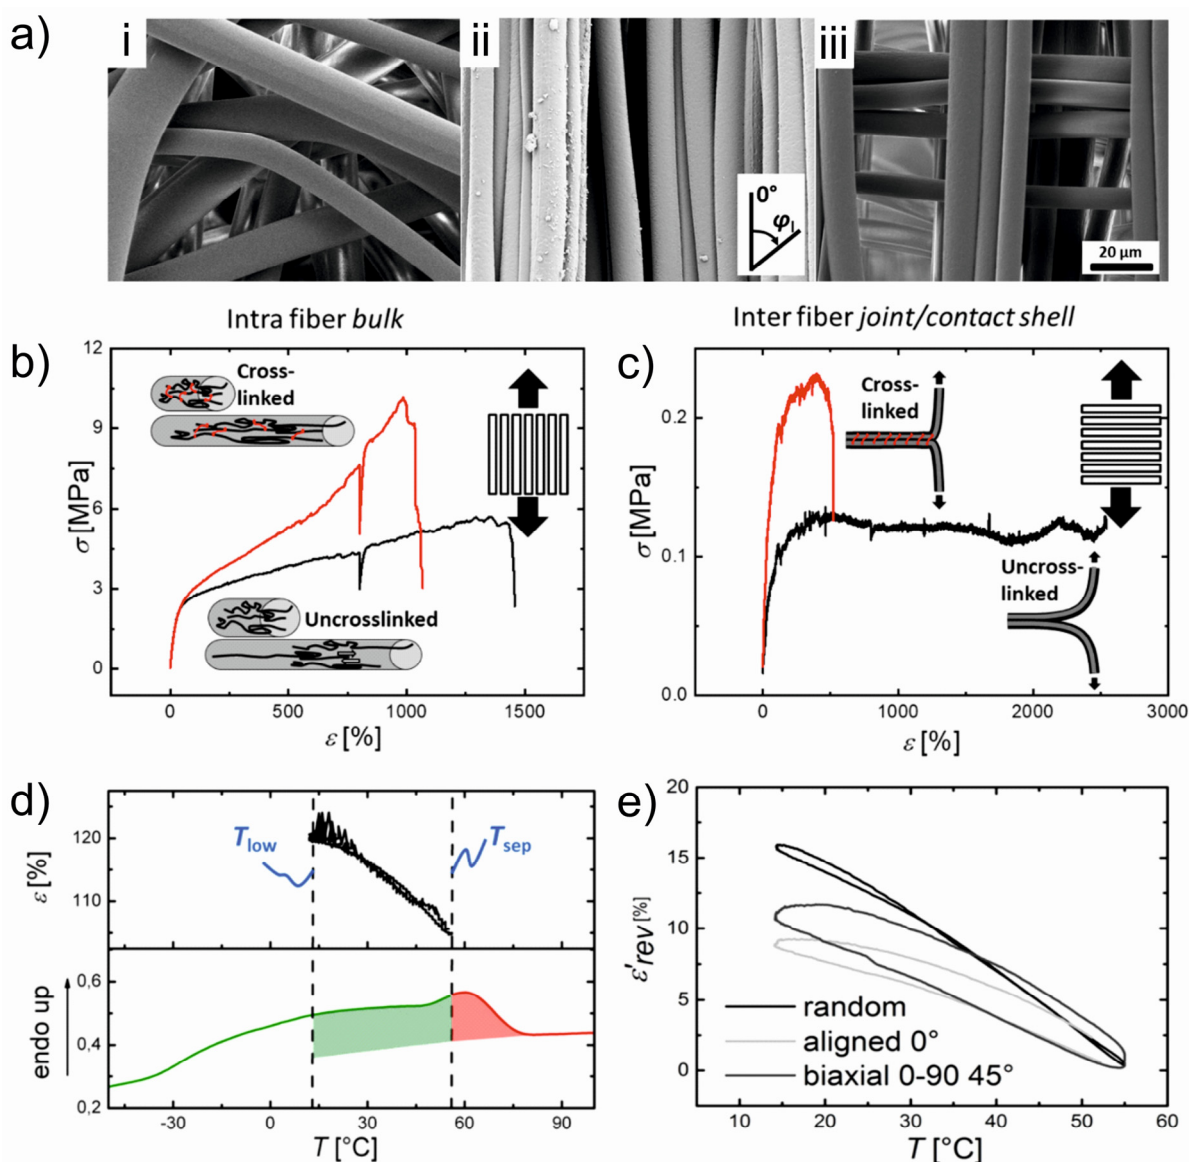 a)
i
ii
iii
0°
φI
20 µm
Intra fiber bulk
Inter fiber joint/contact shell
b)
12
9
6
3
0
σ [MPa]
Cross-
linked
Uncrosslinked
0
500
1000
1500
ε [%]
c)
0.2
0.1
0.0
σ [MPa]
Cross-
linked
Uncross-
linked
0
1000
2000
3000
ε [%]
d)
120
110
ε [%]
Tlow
Tsep
endo up
0,6
0,4
0,2
-30
0
30
60
90
T [°C]
e)
20
15
10
5
0
ε'rev[%]
random
aligned 0°
biaxial 0-90 45°
10
20
30
40
50
60
T [°C]